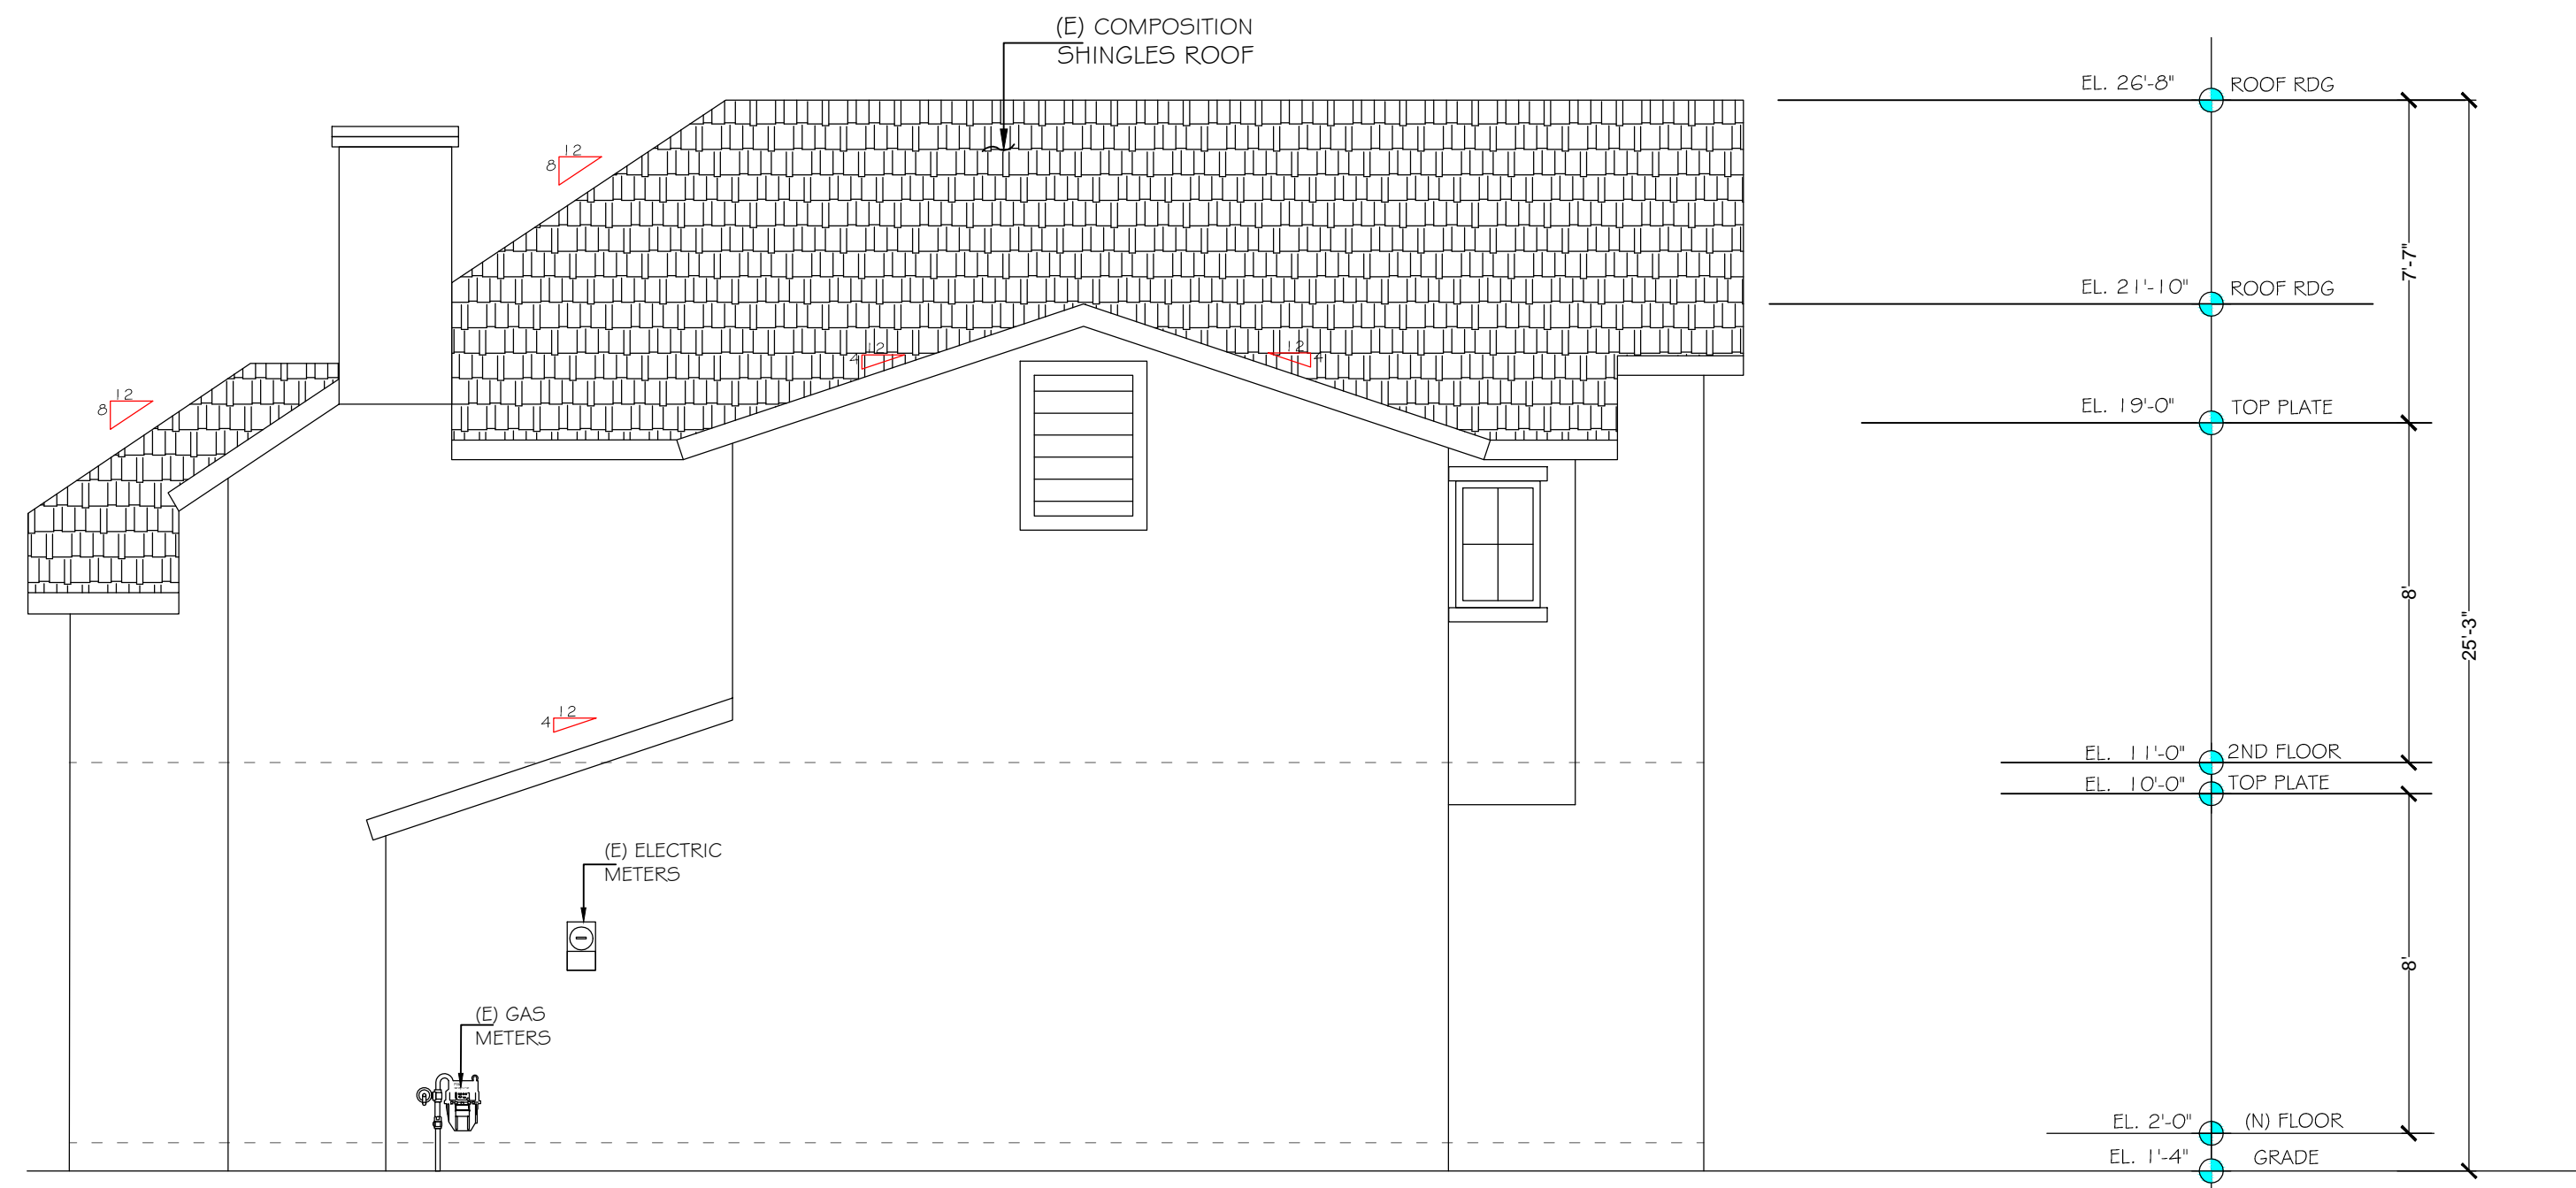 (E) COMPOSITION
SHINGLES ROOF
EL. 26'-8" ROOF RDG
12
8
7'-7"
EL. 21'-10" ROOF RDG
12
4
12
4
12
8
EL. 19'-0" TOP PLATE
8'
25'-3"
12
4
EL. 11'-0" 2ND FLOOR
EL. 10'-0" TOP PLATE
(E) ELECTRIC
METERS
8'
(E) GAS
METERS
EL. 2'-0" (N) FLOOR
EL. 1'-4" GRADE